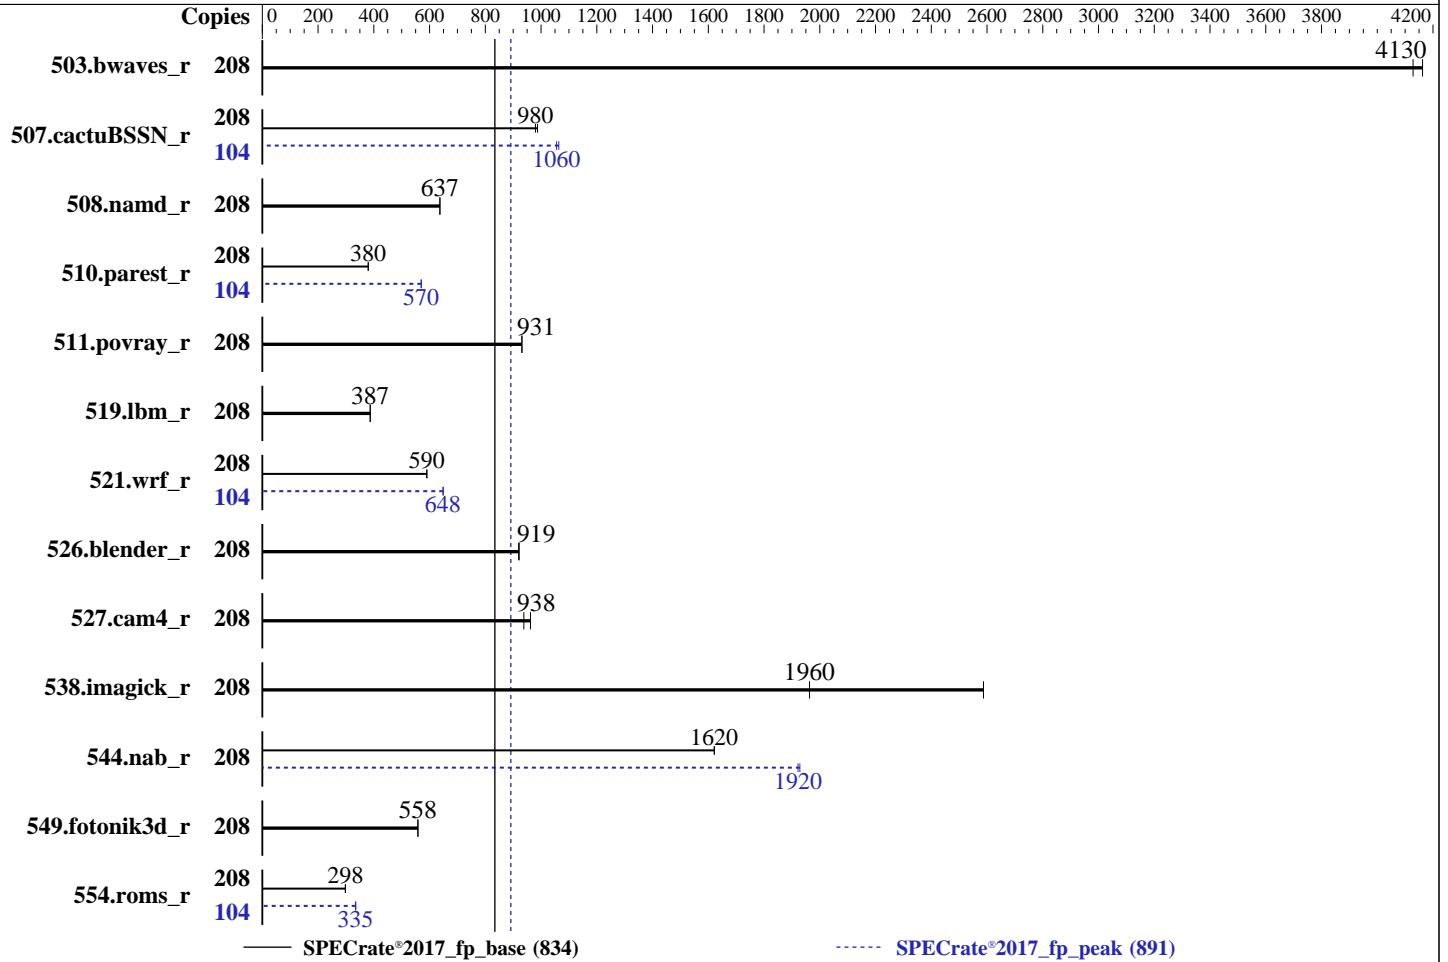 Copies 0 200 400 600 800 1000 1200 1400 1600 1800 2000 2200 2400 2600 2800 3000 3200 3400 3600 3800 4200
4130
503.bwaves_r 208
208 980
507.cactuBSSN_r
104 1060
637
508.namd_r 208
208 380
510.parest_r
104 570
931
511.povray_r 208
387
519.lbm_r 208
208 590
521.wrf_r
104 648
919
526.blender_r 208
938
527.cam4_r 208
1960
538.imagick_r 208
1620
544.nab_r 208
1920
558
549.fotonik3d_r 208
208 298
554.roms_r
104 335
SPECrate®2017_fp_base (834) SPECrate®2017_fp_peak (891)